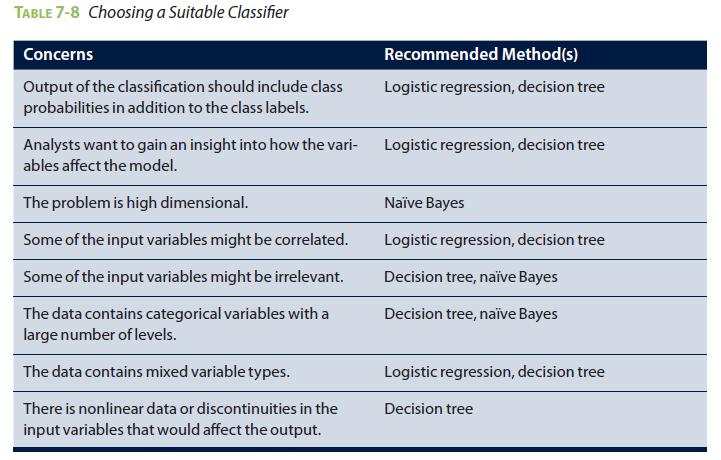 TABLE 7-8 Choosing a Suitable Classifier
Concerns Recommended Method(s)
Output of the classification should include class Logistic regression, decision tree
probabilities in addition to the class labels.
Analysts want to gain an insight into how the vari- Logistic regression, decision tree
ables affect the model.
The problem is high dimensional. Naïve Bayes
Some of the input variables might be correlated. Logistic regression, decision tree
Some of the input variables might be irrelevant. Decision tree, naïve Bayes
The data contains categorical variables with a Decision tree, naïve Bayes
large number of levels.
The data contains mixed variable types. Logistic regression, decision tree
There is nonlinear data or discontinuities in the Decision tree
input variables that would affect the output.